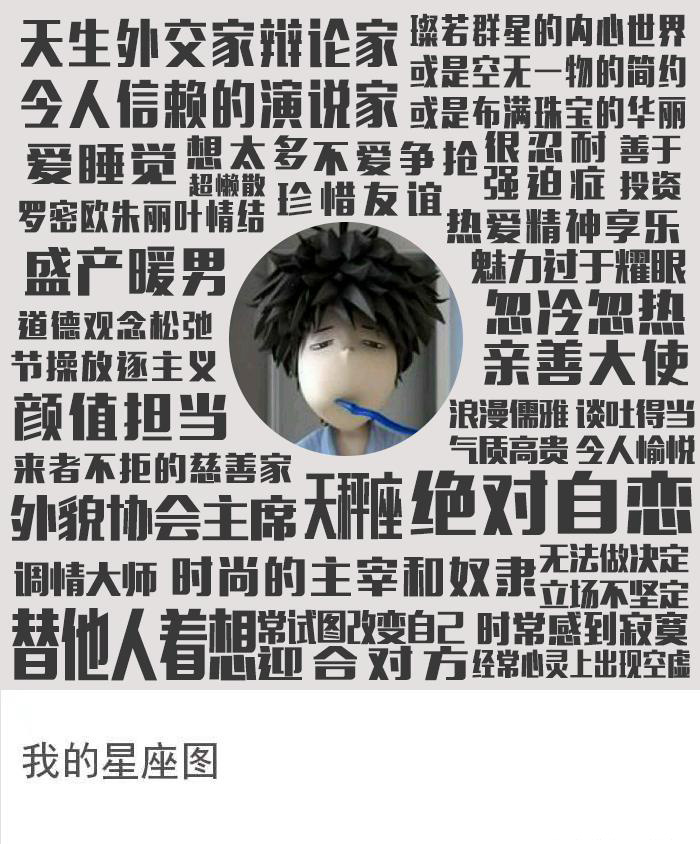 天生外交家辩论家
璨若群星的内心世界
或是空无一物的简约
令人信赖的演说家
或是布满珠宝的华丽
爱睡觉
想太多不爱争抢
超懒散
珍惜友谊
很忍耐
善于
强迫症
投资
罗密欧朱丽叶情结
热爱精神享乐
盛产暖男
魅力过于耀眼
道德观念松弛
忽冷忽热
节操放逐主义
亲善大使
颜值担当
浪漫儒雅 谈吐得当
气质高贵 令人愉悦
来者不拒的慈善家
外貌协会主席
天秤座
绝对自恋
调情大师
时尚的主宰和奴隶
无法做决定
立场不坚定
替他人着想
常试图改变自己
迎合对方
时常感到寂寞
经常心灵上出现空虚
我的星座图